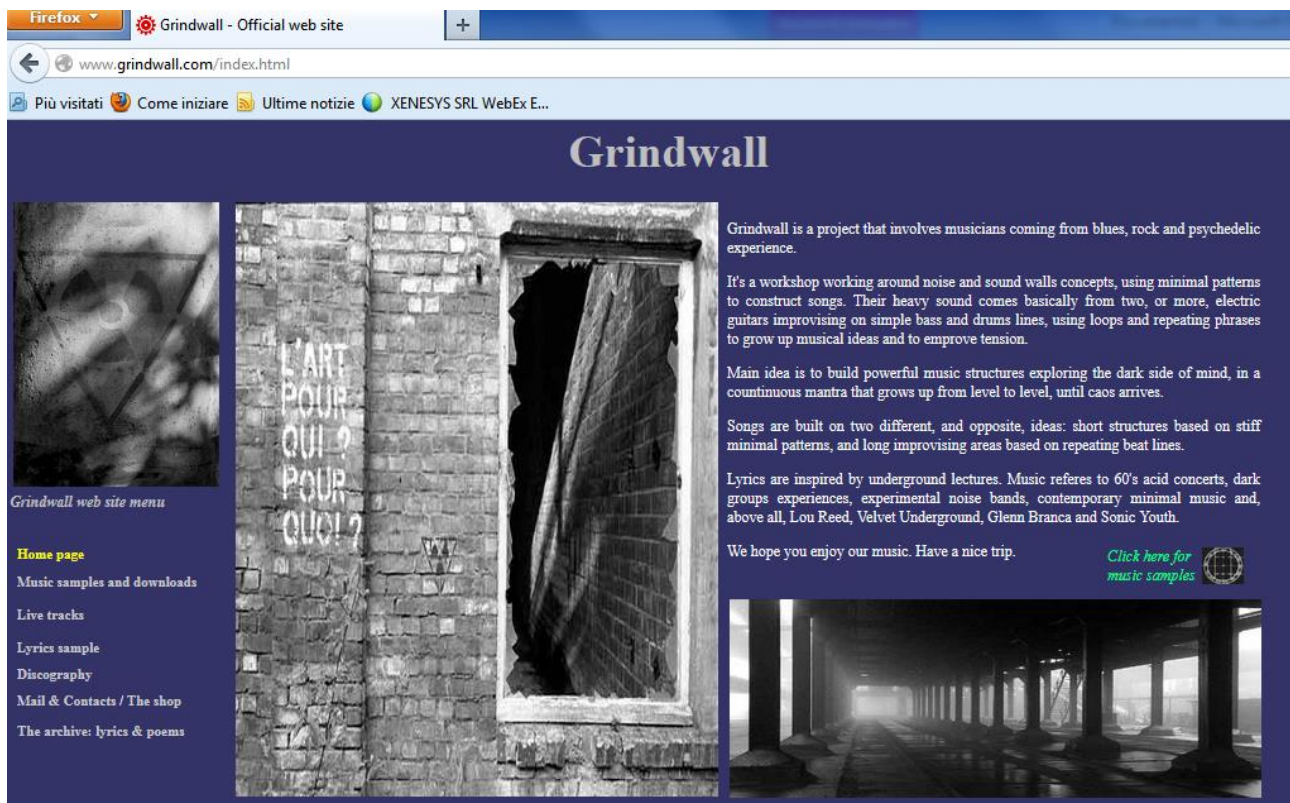 Firefox
Grindwall - Official web site
www.grindwall.com/index.html
Più visitati
Come iniziare
Ultime notizie
XENESYS SRL WebEx E...
Grindwall
Grindwall web site menu
Home page
Music samples and downloads
Live tracks
Lyrics sample
Discography
Mail & Contacts / The shop
The archive: lyrics & poems
L'ART
POUR
QUI ?
POUR
QUOI ?
Grindwall is a project that involves musicians coming from blues, rock and psychedelic
experience.
It's a workshop working around noise and sound walls concepts, using minimal patterns
to construct songs. Their heavy sound comes basically from two, or more, electric
guitars improvising on simple bass and drums lines, using loops and repeating phrases
to grow up musical ideas and to emprove tension.
Main idea is to build powerful music structures exploring the dark side of mind, in a
countinuous mantra that grows up from level to level, until caos arrives.
Songs are built on two different, and opposite, ideas: short structures based on stiff
minimal patterns, and long improvising areas based on repeating beat lines.
Lyrics are inspired by underground lectures. Music referes to 60's acid concerts, dark
groups experiences, experimental noise bands, contemporary minimal music and,
above all, Lou Reed, Velvet Underground, Glenn Branca and Sonic Youth.
We hope you enjoy our music. Have a nice trip.
Click here for
music samples